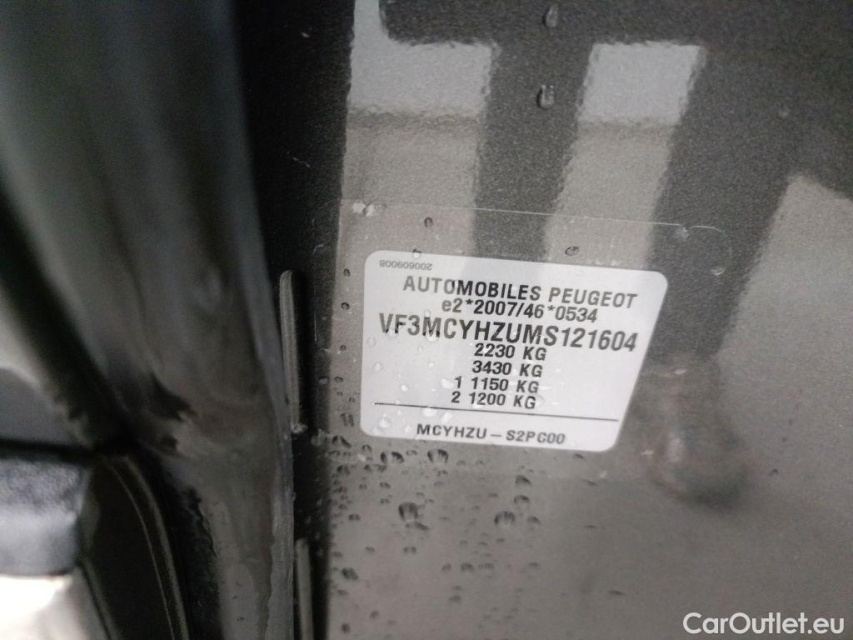 200609008
AUTOMOBILES PEUGEOT
e2*2007/46*0534
VF3MCYHZUMS121604
2230 KG
3430 KG
1 1150 KG
2 1200 KG
MCYHZU - S2PC00
CarOutlet.eu